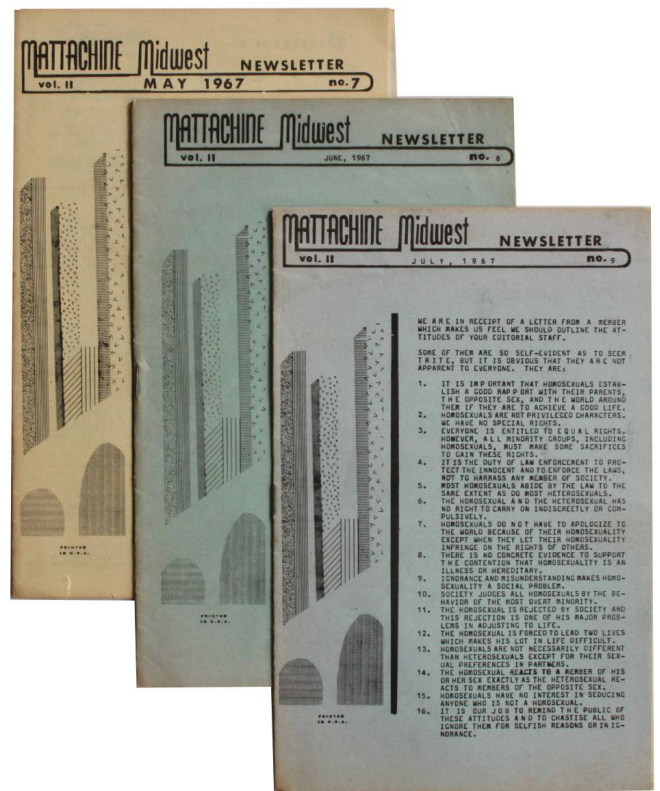 MATTACHINE Midwest NEWSLETTER
vol. II MAY 1967 no. 7
PRINTED
IN U.S.A.
MATTACHINE Midwest NEWSLETTER
vol. II JUNE, 1967 no. 8
PRINTED
IN U.S.A.
MATTACHINE Midwest NEWSLETTER
vol. II JULY, 1967 no. 9
WE ARE IN RECEIPT OF A LETTER FROM A MEMBER
WHICH MAKES US FEEL WE SHOULD OUTLINE THE AT-
TITUDES OF YOUR EDITORIAL STAFF.
SOME OF THEM ARE SO SELF-EVIDENT AS TO SEEM
TRITE, BUT IT IS OBVIOUS THAT THEY ARE NOT
APPARENT TO EVERYONE. THEY ARE:
1. IT IS IMPORTANT THAT HOMOSEXUALS ESTAB-
LISH A GOOD RAPPORT WITH THEIR PARENTS,
THE OPPOSITE SEX, AND THE WORLD AROUND
THEM IF THEY ARE TO ACHIEVE A GOOD LIFE.
2. HOMOSEXUALS ARE NOT PRIVILEGED CHARACTERS.
WE HAVE NO SPECIAL RIGHTS.
3. EVERYONE IS ENTITLED TO EQUAL RIGHTS.
HOWEVER, ALL MINORITY GROUPS, INCLUDING
HOMOSEXUALS, MUST MAKE SOME SACRIFICES
TO GAIN THESE RIGHTS.
4. IT IS THE DUTY OF LAW ENFORCEMENT TO PRO-
TECT THE INNOCENT AND TO ENFORCE THE LAWS,
NOT TO HARRASS ANY MEMBER OF SOCIETY.
5. MOST HOMOSEXUALS ABIDE BY THE LAW TO THE
SAME EXTENT AS DO MOST HETEROSEXUALS.
6. THE HOMOSEXUAL AND THE HETEROSEXUAL HAS
NO RIGHT TO CARRY ON INDISCREETLY OR COM-
PULSIVELY.
7. HOMOSEXUALS DO NOT HAVE TO APOLOGIZE TO
THE WORLD BECAUSE OF THEIR HOMOSEXUALITY
EXCEPT WHEN THEY LET THEIR HOMOSEXUALITY
INFRINGE ON THE RIGHTS OF OTHERS.
8. THERE IS NO CONCRETE EVIDENCE TO SUPPORT
THE CONTENTION THAT HOMOSEXUALITY IS AN
ILLNESS OR HEREDITARY.
9. IGNORANCE AND MISUNDERSTANDING MAKES HOMO-
SEXUALITY A SOCIAL PROBLEM.
10. SOCIETY JUDGES ALL HOMOSEXUALS BY THE BE-
HAVIOR OF THE MOST OVERT MINORITY.
11. THE HOMOSEXUAL IS REJECTED BY SOCIETY AND
THIS REJECTION IS ONE OF HIS MAJOR PROB-
LEMS IN ADJUSTING TO LIFE.
12. THE HOMOSEXUAL IS FORCED TO LEAD TWO LIVES
WHICH MAKES HIS LOT IN LIFE DIFFICULT.
13. HOMOSEXUALS ARE NOT NECESSARILY DIFFERENT
THAN HETEROSEXUALS EXCEPT FOR THEIR SEX-
UAL PREFERENCES IN PARTNERS.
14. THE HOMOSEXUAL REACTS TO A MEMBER OF HIS
OR HER SEX EXACTLY AS THE HETEROSEXUAL RE-
ACTS TO MEMBERS OF THE OPPOSITE SEX.
15. HOMOSEXUALS HAVE NO INTEREST IN SEDUCING
ANYONE WHO IS NOT A HOMOSEXUAL.
16. IT IS OUR JOB TO REMIND THE PUBLIC OF
THESE ATTITUDES AND TO CHASTISE ALL WHO
IGNORE THEM FOR SELFISH REASONS OR IN IG-
NORANCE.
PRINTED
IN U.S.A.